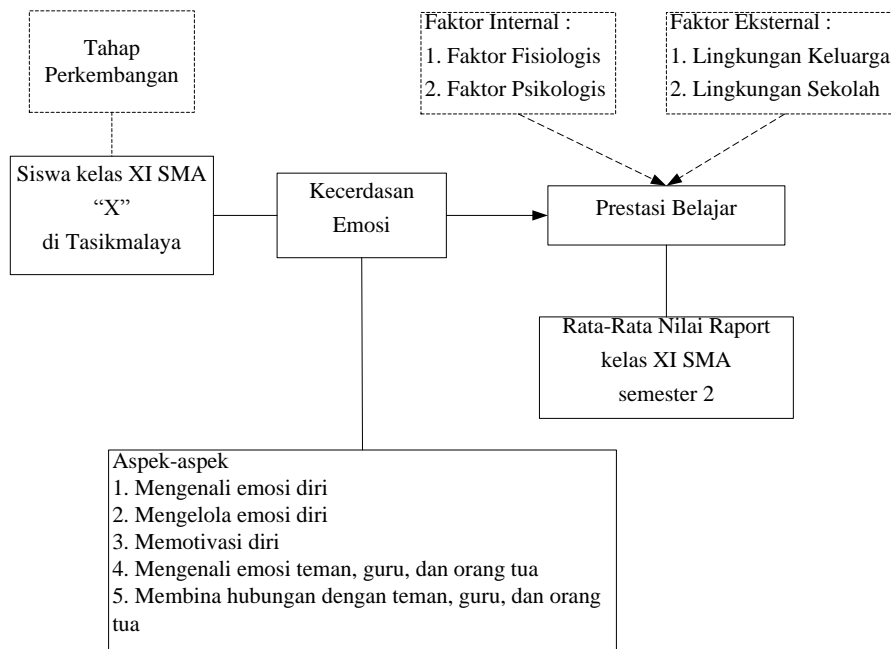 Tahap
Perkembangan
Faktor Internal :
1. Faktor Fisiologis
2. Faktor Psikologis
Faktor Eksternal :
1. Lingkungan Keluarga
2. Lingkungan Sekolah
Siswa kelas XI SMA
“X”
di Tasikmalaya
Kecerdasan
Emosi
Prestasi Belajar
Rata-Rata Nilai Raport
kelas XI SMA
semester 2
Aspek-aspek
1. Mengenali emosi diri
2. Mengelola emosi diri
3. Memotivasi diri
4. Mengenali emosi teman, guru, dan orang tua
5. Membina hubungan dengan teman, guru, dan orang
tua